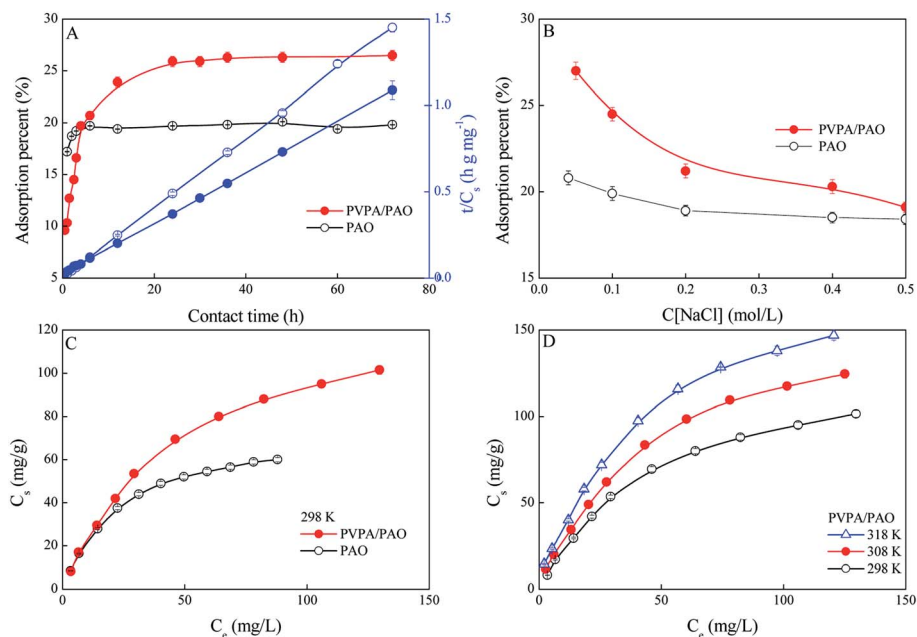 A
Adsorption percent (%)
30
25
20
15
10
5
1.5
1.0
0.5
0.0
t/Cₛ (h g mg⁻¹)
PVPA/PAO
PAO
0 20 40 60 80
Contact time (h)
B
Adsorption percent (%)
30
25
20
15
PVPA/PAO
PAO
0.0 0.1 0.2 0.3 0.4 0.5
C[NaCl] (mol/L)
C
Cₛ (mg/g)
120
100
80
60
40
20
0
298 K
PVPA/PAO
PAO
0 50 100 150
Cₑ (mg/L)
D
Cₛ (mg/g)
150
100
50
0
PVPA/PAO
318 K
308 K
298 K
0 50 100 150
Cₑ (mg/L)